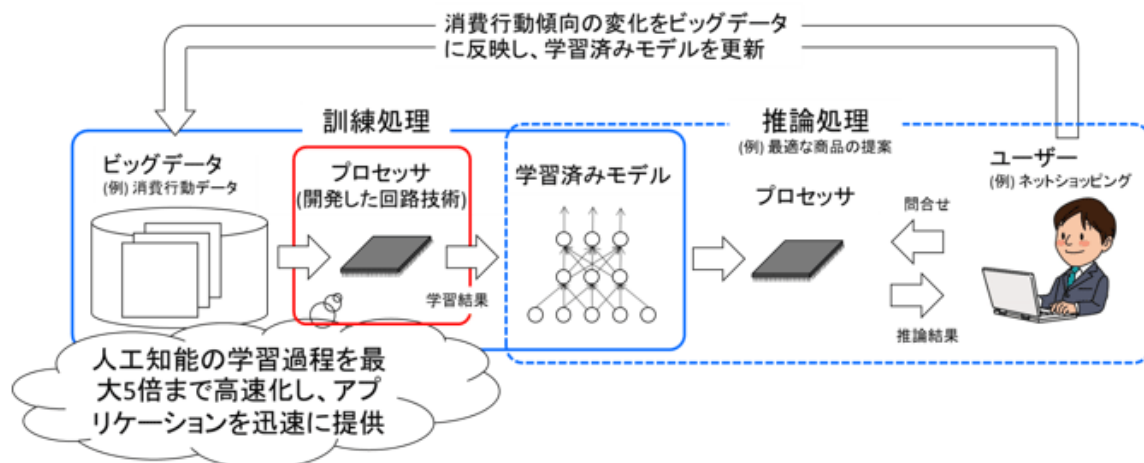 消費行動傾向の変化をビッグデータ
に反映し、学習済みモデルを更新
訓練処理
推論処理
(例) 最適な商品の提案
ビッグデータ
(例) 消費行動データ
プロセッサ
(開発した回路技術)
学習結果
学習済みモデル
プロセッサ
ユーザー
(例) ネットショッピング
問合せ
推論結果
人工知能の学習過程を最
大5倍まで高速化し、アプ
リケーションを迅速に提供